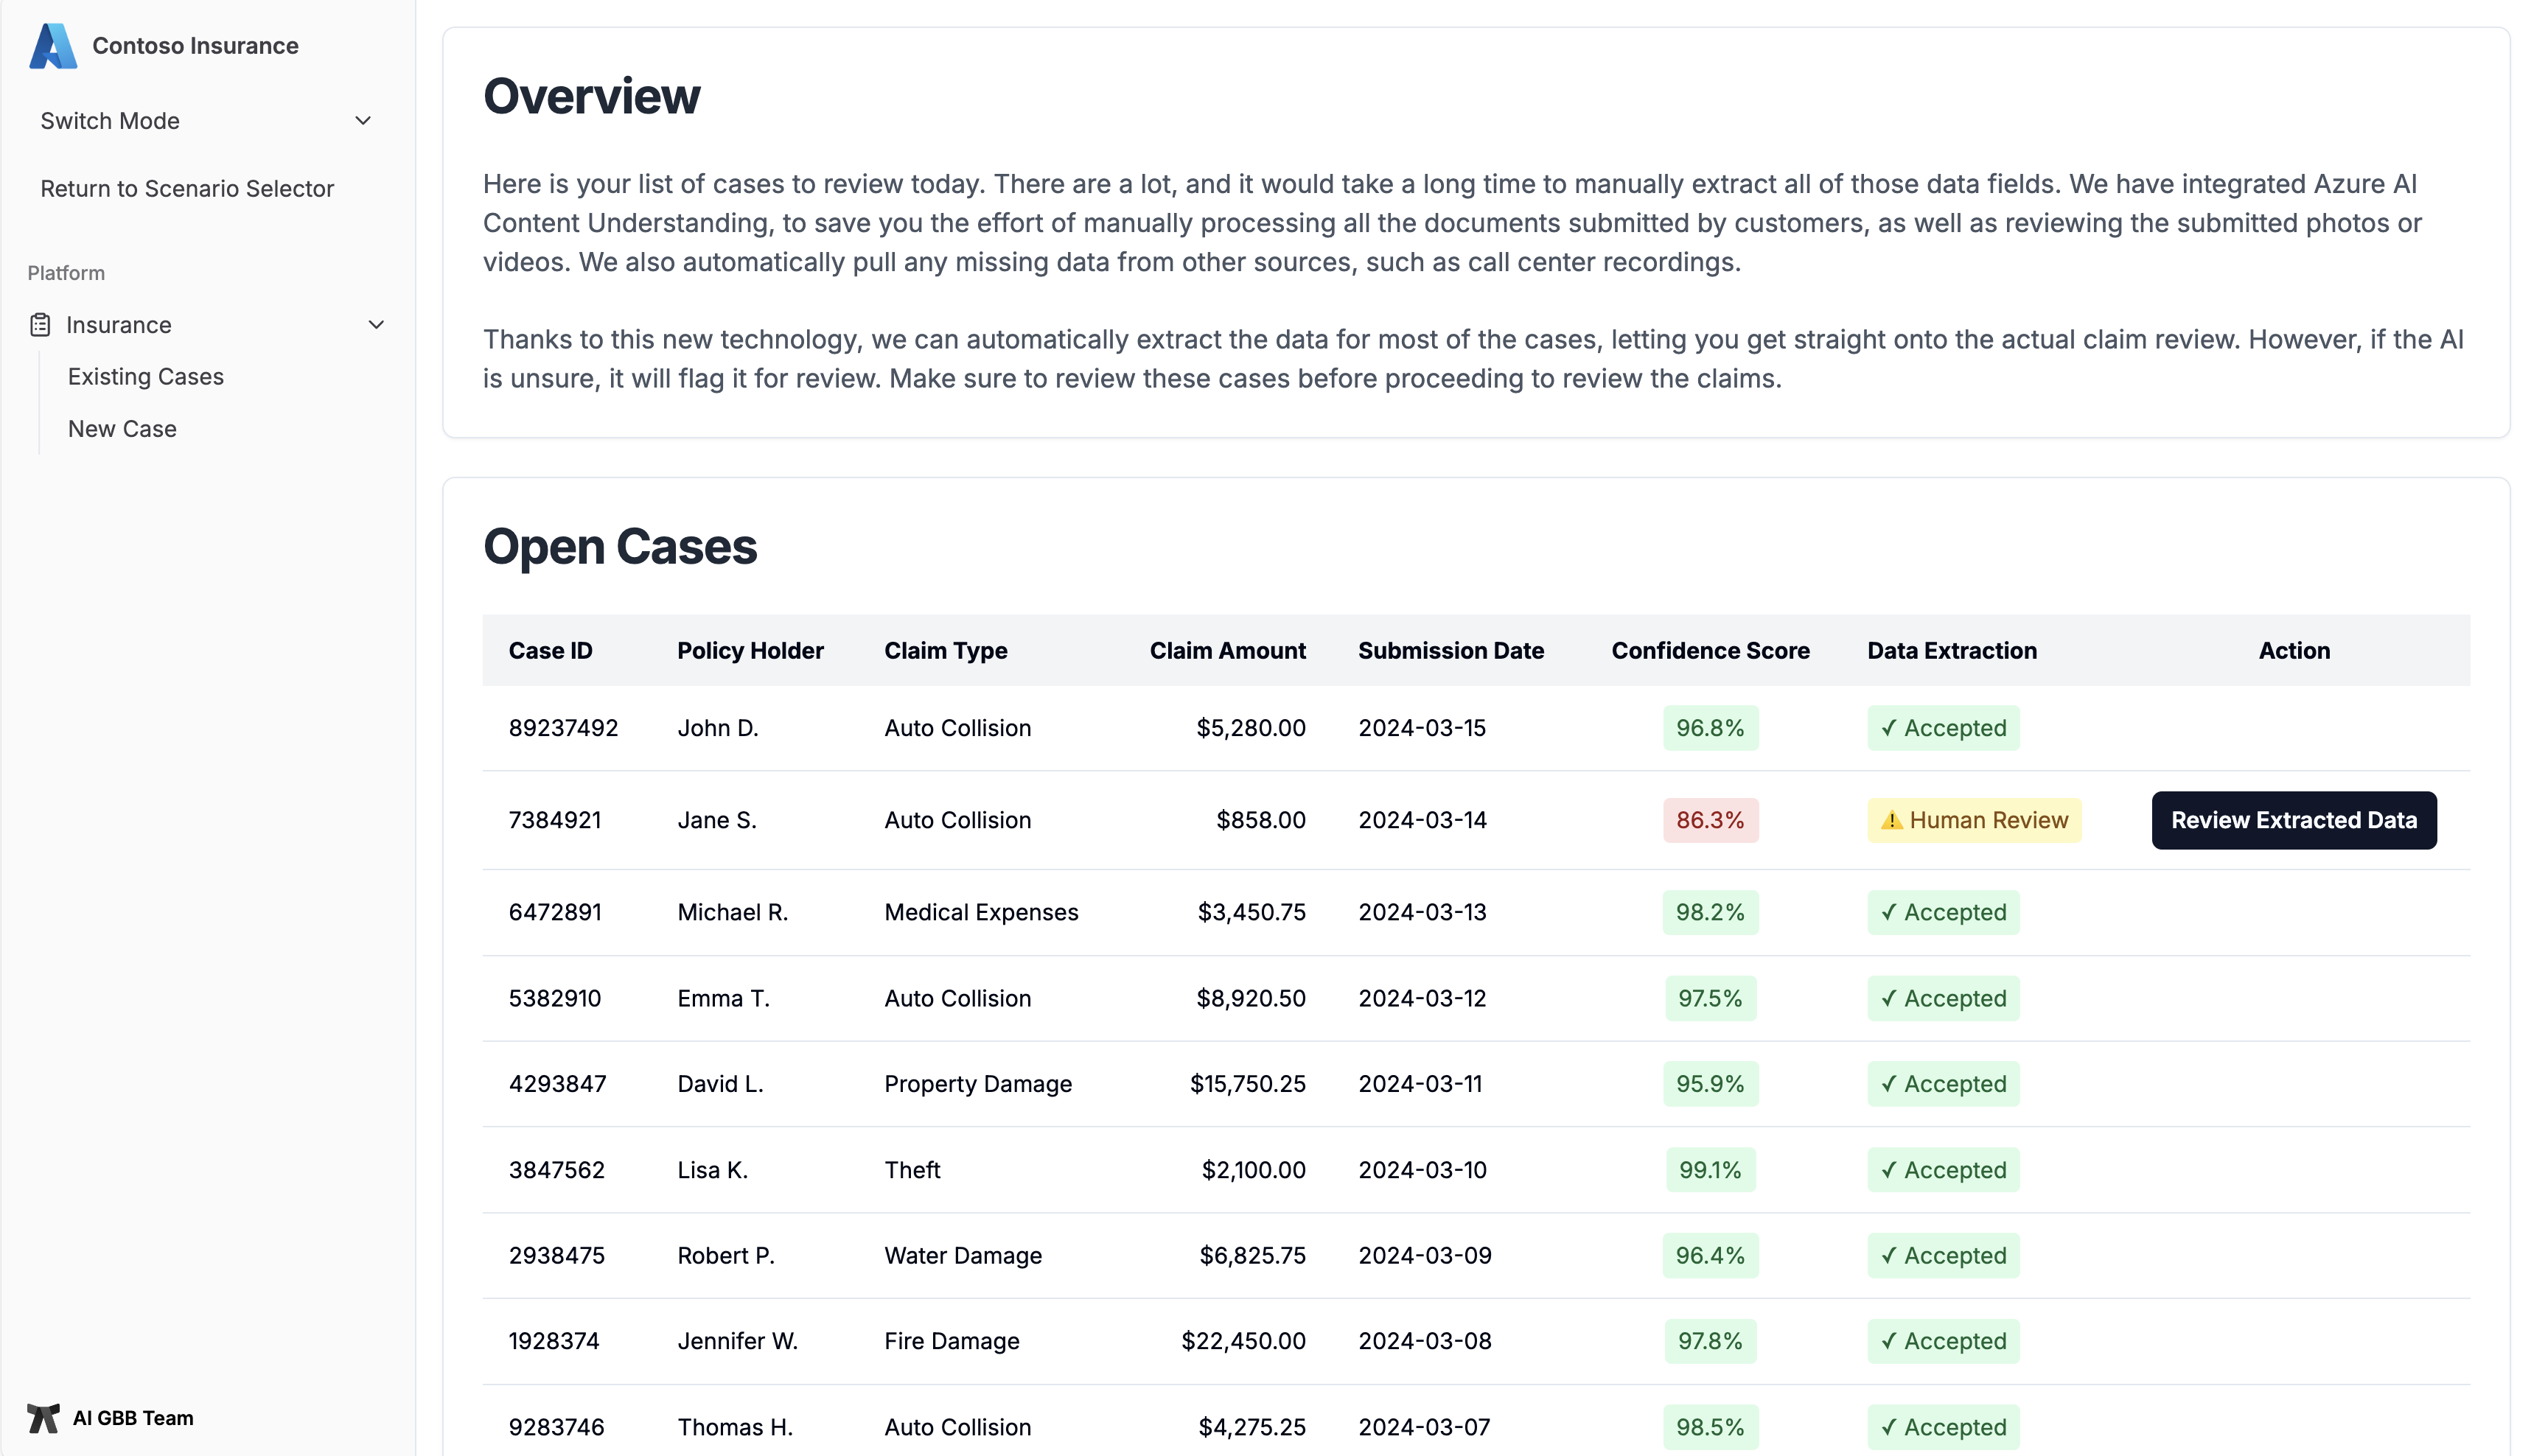 Contoso Insurance
Switch Mode
Return to Scenario Selector
Platform
Insurance
Existing Cases
New Case
AI GBB Team
Overview
Here is your list of cases to review today. There are a lot, and it would take a long time to manually extract all of those data fields. We have integrated Azure AI
Content Understanding, to save you the effort of manually processing all the documents submitted by customers, as well as reviewing the submitted photos or
videos. We also automatically pull any missing data from other sources, such as call center recordings.
Thanks to this new technology, we can automatically extract the data for most of the cases, letting you get straight onto the actual claim review. However, if the AI
is unsure, it will flag it for review. Make sure to review these cases before proceeding to review the claims.
Open Cases
Case ID Policy Holder Claim Type Claim Amount Submission Date Confidence Score Data Extraction Action
89237492 John D. Auto Collision $5,280.00 2024-03-15 96.8% ✓ Accepted
7384921 Jane S. Auto Collision $858.00 2024-03-14 86.3% ⚠ Human Review Review Extracted Data
6472891 Michael R. Medical Expenses $3,450.75 2024-03-13 98.2% ✓ Accepted
5382910 Emma T. Auto Collision $8,920.50 2024-03-12 97.5% ✓ Accepted
4293847 David L. Property Damage $15,750.25 2024-03-11 95.9% ✓ Accepted
3847562 Lisa K. Theft $2,100.00 2024-03-10 99.1% ✓ Accepted
2938475 Robert P. Water Damage $6,825.75 2024-03-09 96.4% ✓ Accepted
1928374 Jennifer W. Fire Damage $22,450.00 2024-03-08 97.8% ✓ Accepted
9283746 Thomas H. Auto Collision $4,275.25 2024-03-07 98.5% ✓ Accepted